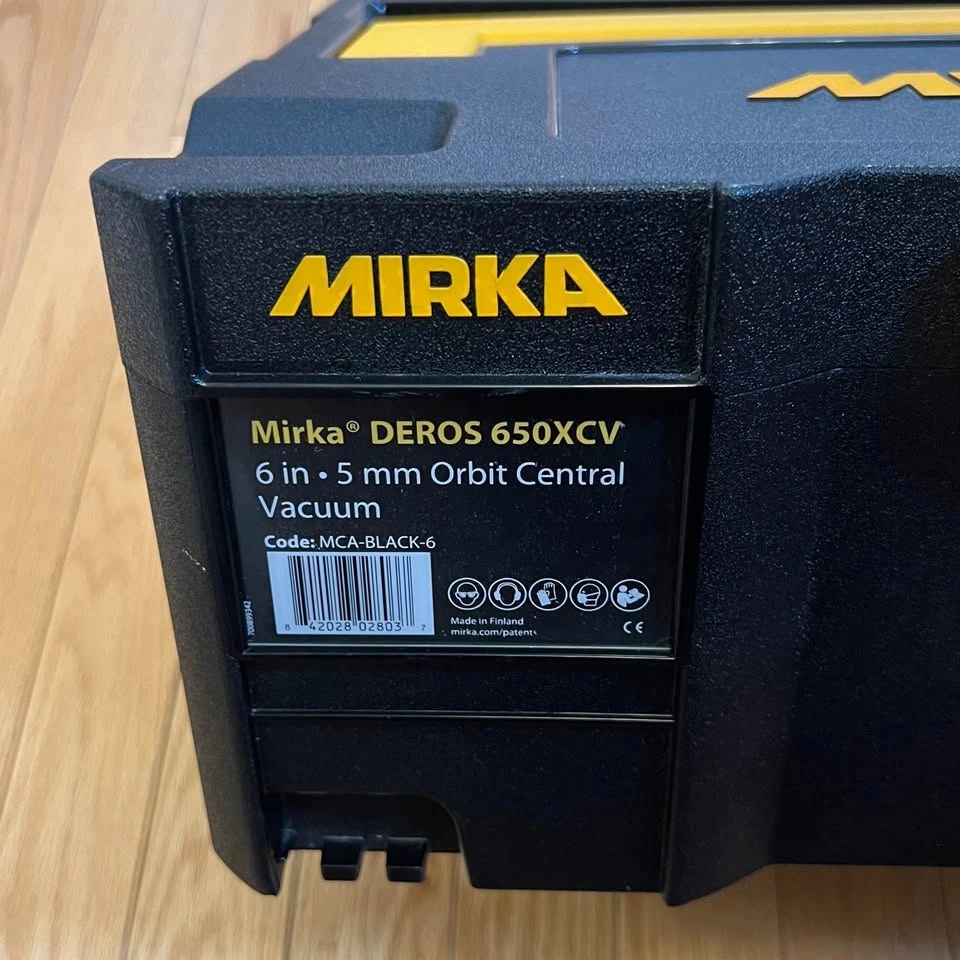 MIRKA
Mirka® DEROS 650XCV
6 in • 5 mm Orbit Central
Vacuum
Code: MCA-BLACK-6
8 42028 02803 7
700899342
Made in Finland
mirka.com/patents
CE